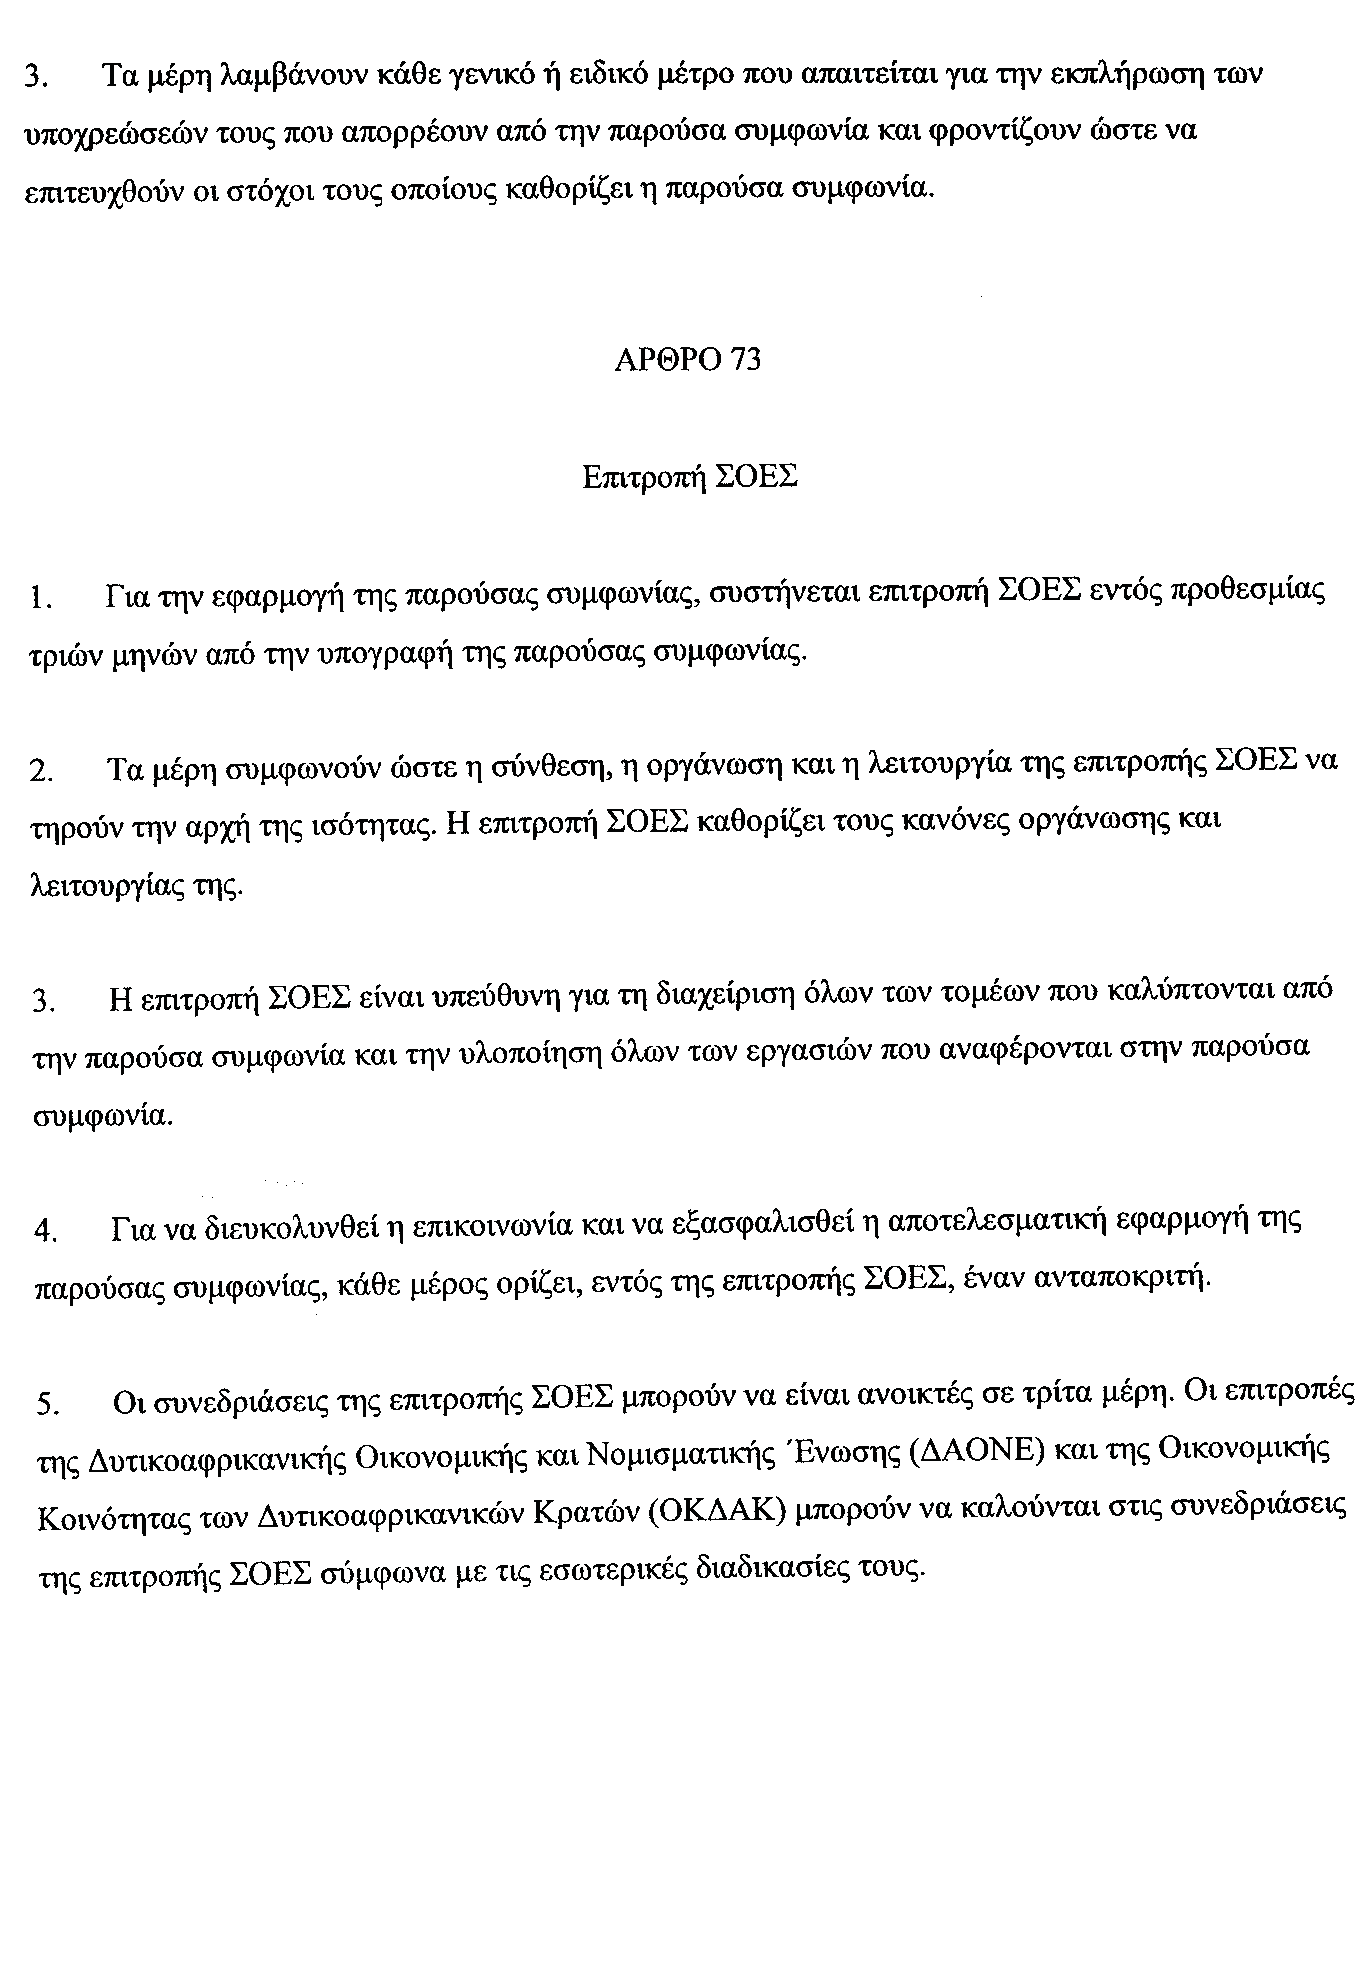 3. Τα μέρη λαμβάνουν κάθε γενικό ή ειδικό μέτρο που απαιτείται για την εκπλήρωση των
υποχρεώσεών τους που απορρέουν από την παρούσα συμφωνία και φροντίζουν ώστε να
επιτευχθούν οι στόχοι τους οποίους καθορίζει η παρούσα συμφωνία.
ΑΡΘΡΟ 73
Επιτροπή ΣΟΕΣ
1. Για την εφαρμογή της παρούσας συμφωνίας, συστήνεται επιτροπή ΣΟΕΣ εντός προθεσμίας
τριών μηνών από την υπογραφή της παρούσας συμφωνίας.
2. Τα μέρη συμφωνούν ώστε η σύνθεση, η οργάνωση και η λειτουργία της επιτροπής ΣΟΕΣ να
τηρούν την αρχή της ισότητας. Η επιτροπή ΣΟΕΣ καθορίζει τους κανόνες οργάνωσης και
λειτουργίας της.
3. Η επιτροπή ΣΟΕΣ είναι υπεύθυνη για τη διαχείριση όλων των τομέων που καλύπτονται από
την παρούσα συμφωνία και την υλοποίηση όλων των εργασιών που αναφέρονται στην παρούσα
συμφωνία.
4. Για να διευκολυνθεί η επικοινωνία και να εξασφαλισθεί η αποτελεσματική εφαρμογή της
παρούσας συμφωνίας, κάθε μέρος ορίζει, εντός της επιτροπής ΣΟΕΣ, έναν ανταποκριτή.
5. Οι συνεδριάσεις της επιτροπής ΣΟΕΣ μπορούν να είναι ανοικτές σε τρίτα μέρη. Οι επιτροπές
της Δυτικοαφρικανικής Οικονομικής και Νομισματικής Ένωσης (ΔΑΟΝΕ) και της Οικονομικής
Κοινότητας των Δυτικοαφρικανικών Κρατών (ΟΚΔΑΚ) μπορούν να καλούνται στις συνεδριάσεις
της επιτροπής ΣΟΕΣ σύμφωνα με τις εσωτερικές διαδικασίες τους.